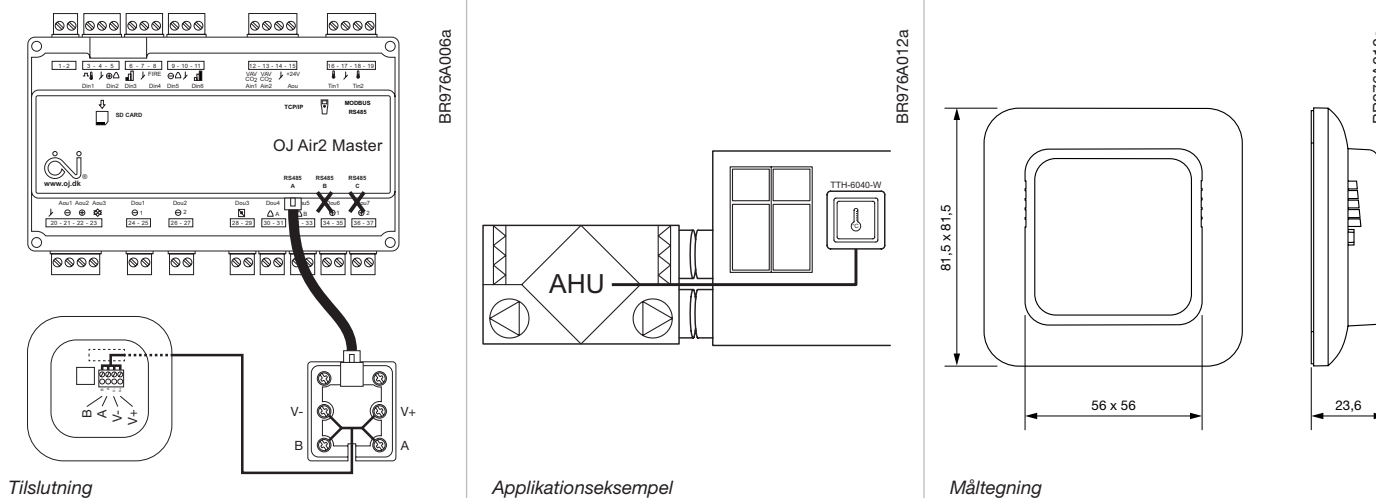 BR976A006a
1 - 2 3 - 4 - 5 6 - 7 - 8 9 - 10 - 11 12 - 13 - 14 - 15 16 - 17 - 18 - 19
FIRE
VAV VAV +24V
CO2 CO2
Din1 Din2 Din3 Din4 Din5 Din6 Ain1 Ain2 Aou Tin1 Tin2
SD CARD
TCP/IP
MODBUS
RS485
OJ Air2 Master
www.oj.dk
RS485 RS485 RS485
A B C
Aou1 Aou2 Aou3 Dou1 Dou2 Dou3 Dou4
1 2 A B 1 2
20 - 21 - 22 - 23 24 - 25 26 - 27 28 - 29 30 - 31 - 33 34 - 35 36 - 37
B
A
V-
V+
V- V+
B A
Tilslutning
BR976A012a
TTH-6040-W
°C
AHU
Applikationseksempel
81,5 x 81,5
56 x 56
23,6
Måltegning